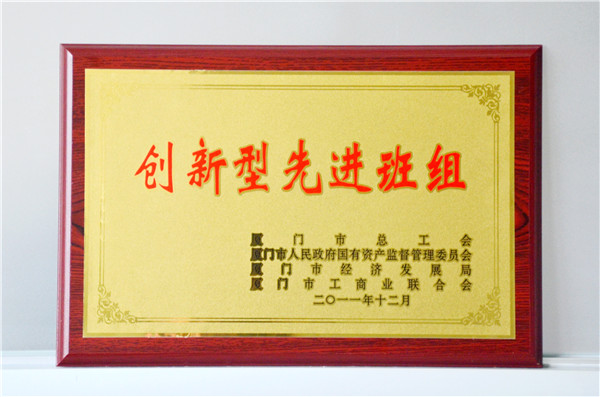 创新型先进班组
厦门市总工会
厦门市人民政府国有资产监督管理委员会
厦门市经济发展局
厦门市工商业联合会
二〇一一年十二月